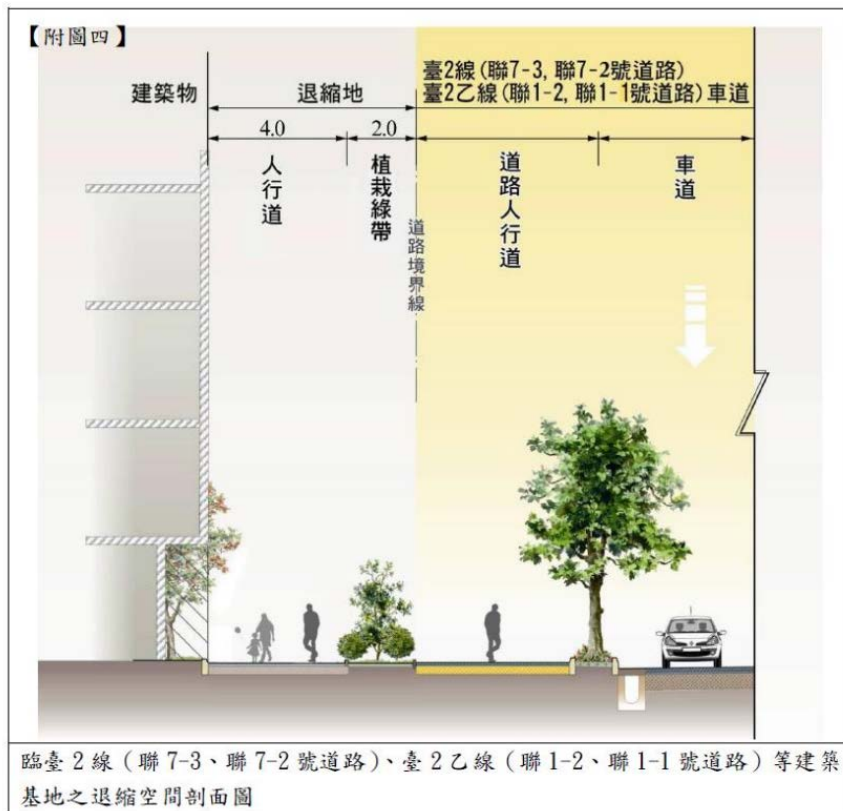 【附圖四】
臺2線(聯7-3, 聯7-2號道路)
臺2乙線(聯1-2, 聯1-1號道路)車道
建築物
退縮地
4.0
2.0
人行道
植栽綠帶
道路境界線
道路人行道
車道
臨臺 2 線（聯 7-3、聯 7-2 號道路）、臺 2 乙線（聯 1-2、聯 1-1 號道路）等建築
基地之退縮空間剖面圖